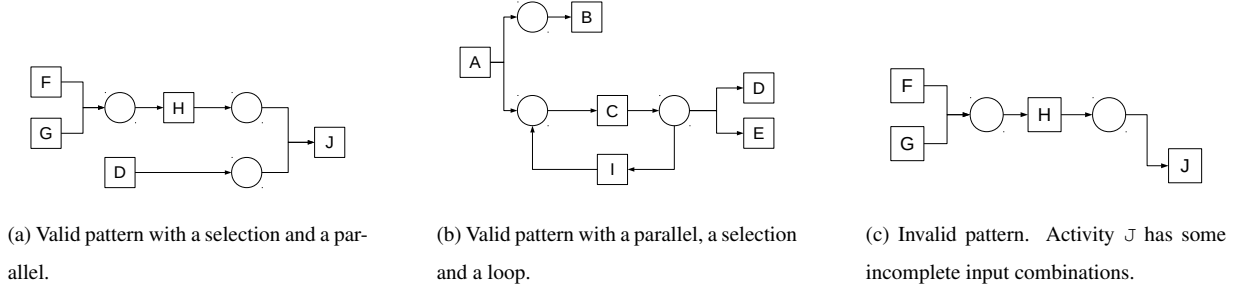 F
G
H
D
J
(a) Valid pattern with a selection and a par-
allel.
A
B
C
D
E
I
(b) Valid pattern with a parallel, a selection
and a loop.
F
G
H
J
(c) Invalid pattern. Activity J has some
incomplete input combinations.